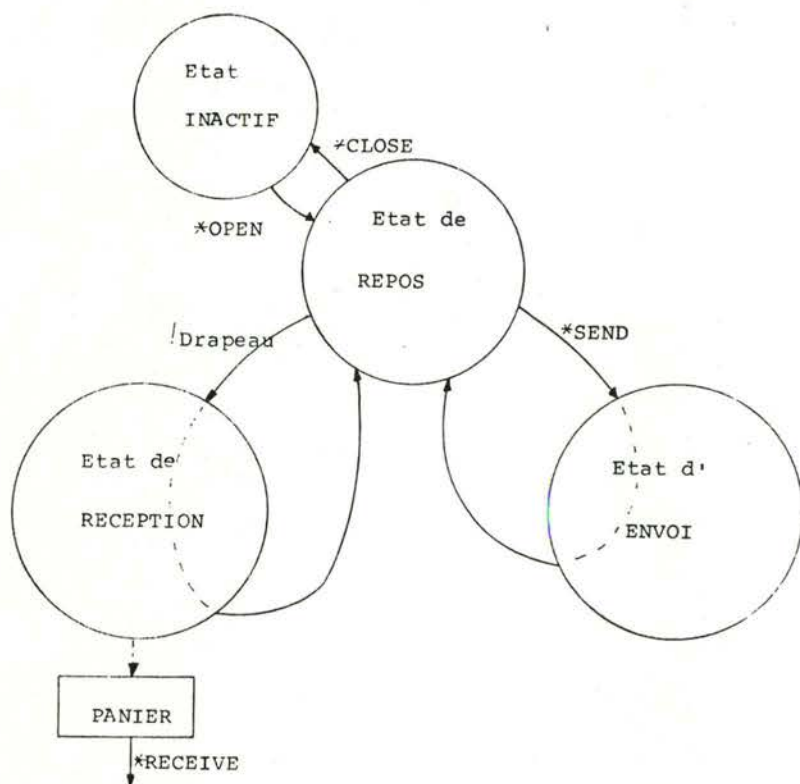 Etat
INACTIF
*CLOSE
*OPEN
Etat de
REPOS
!Drapeau
*SEND
Etat de
RECEPTION
Etat d'
ENVOI
PANIER
*RECEIVE